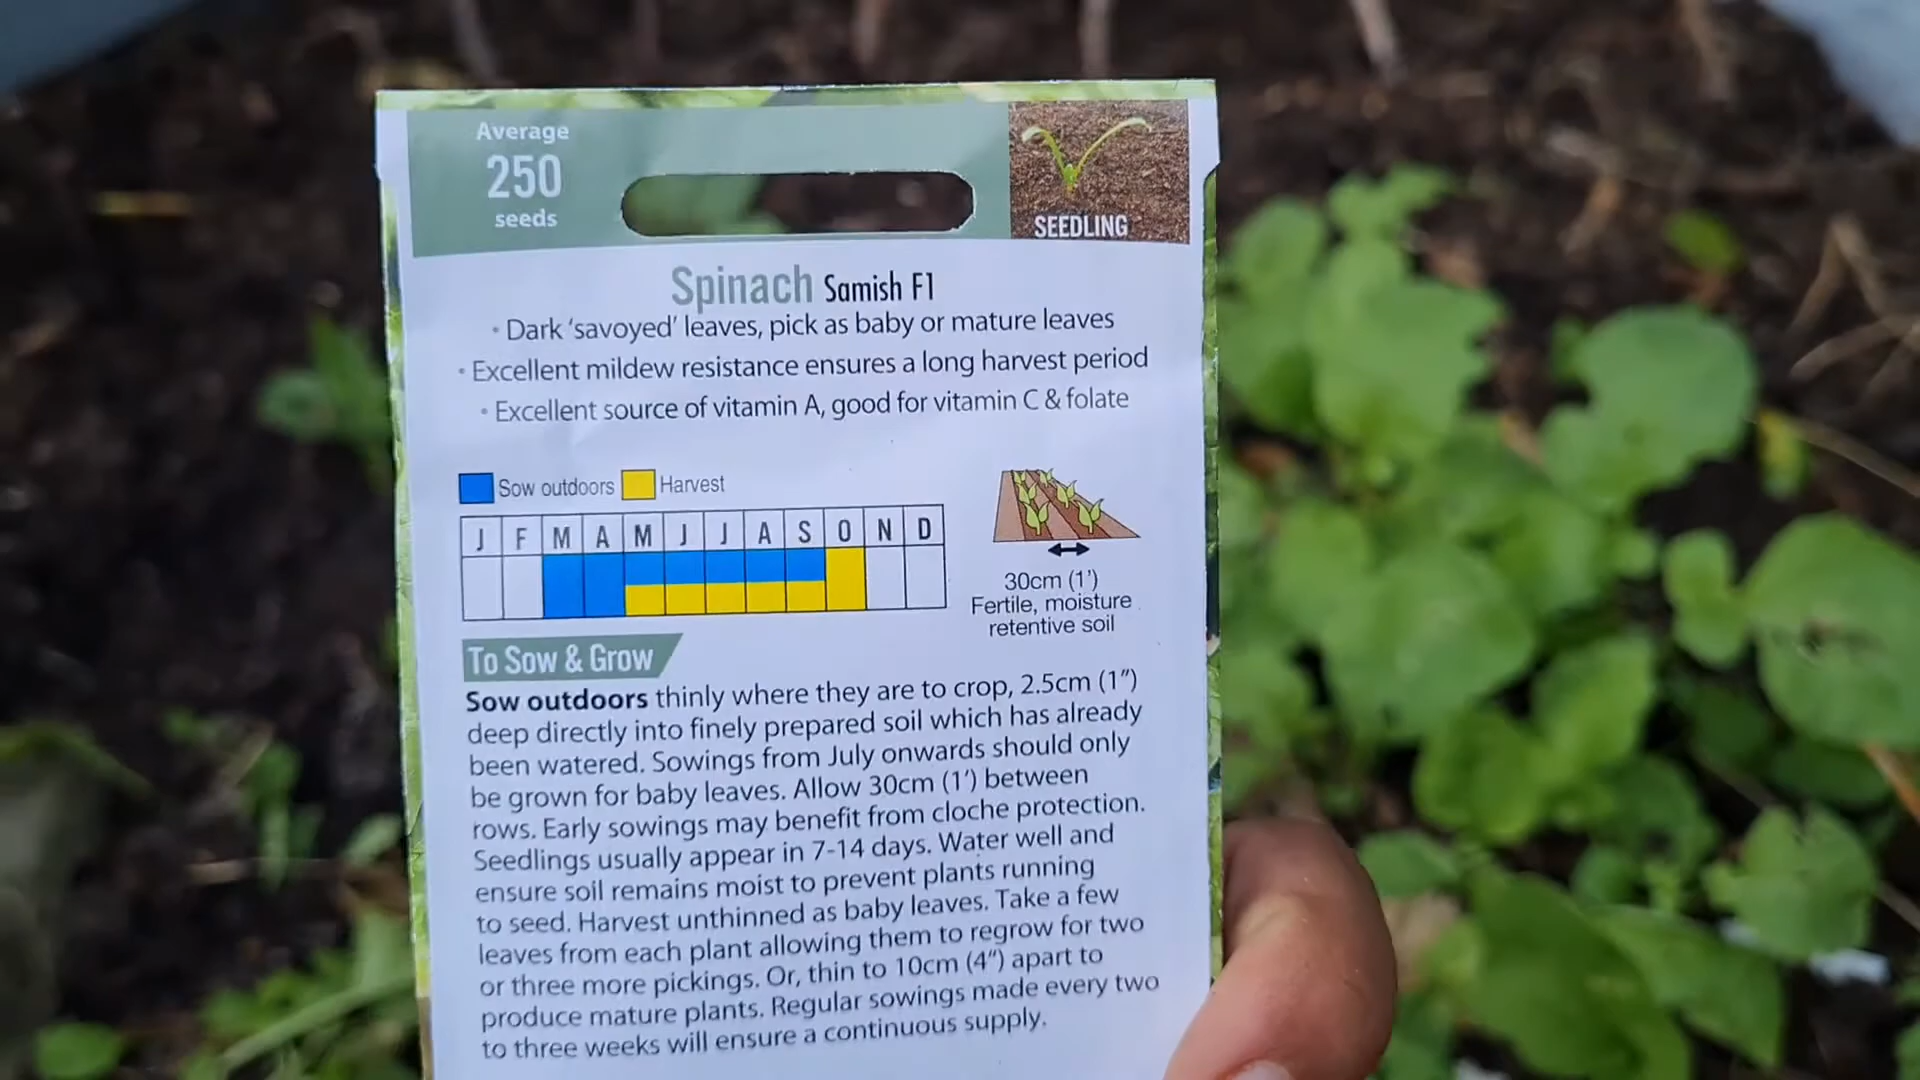 Average
250
seeds
SEEDLING
Spinach Samish F1
• Dark ‘savoyed’ leaves, pick as baby or mature leaves
• Excellent mildew resistance ensures a long harvest period
• Excellent source of vitamin A, good for vitamin C & folate
Sow outdoors Harvest
J F M A M J J A S O N D
30cm (1’)
Fertile, moisture
retentive soil
To Sow & Grow
Sow outdoors thinly where they are to crop, 2.5cm (1”)
deep directly into finely prepared soil which has already
been watered. Sowings from July onwards should only
be grown for baby leaves. Allow 30cm (1’) between
rows. Early sowings may benefit from cloche protection.
Seedlings usually appear in 7-14 days. Water well and
ensure soil remains moist to prevent plants running
to seed. Harvest unthinned as baby leaves. Take a few
leaves from each plant allowing them to regrow for two
or three more pickings. Or, thin to 10cm (4”) apart to
produce mature plants. Regular sowings made every two
to three weeks will ensure a continuous supply.